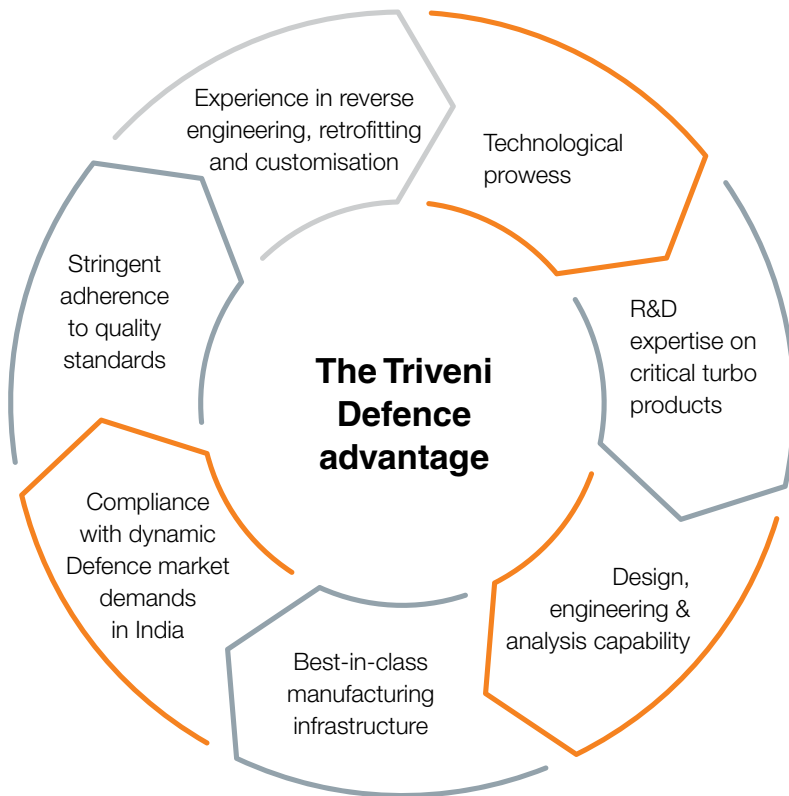 The Triveni
Defence
advantage
Experience in reverse
engineering, retrofitting
and customisation
Technological
prowess
R&D
expertise on
critical turbo
products
Design,
engineering &
analysis capability
Best-in-class
manufacturing
infrastructure
Compliance
with dynamic
Defence market
demands
in India
Stringent
adherence
to quality
standards